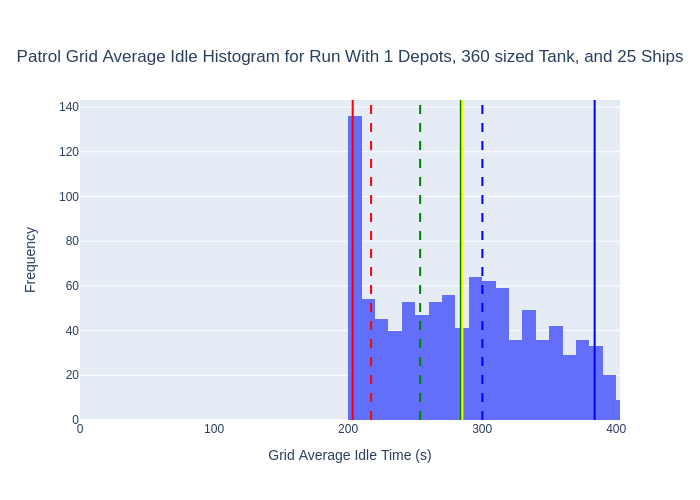 Patrol Grid Average Idle Histogram for Run With 1 Depots, 360 sized Tank, and 25 Ships
140
120
100
80
60
40
20
0
Frequency
0 100 200 300 400
Grid Average Idle Time (s)